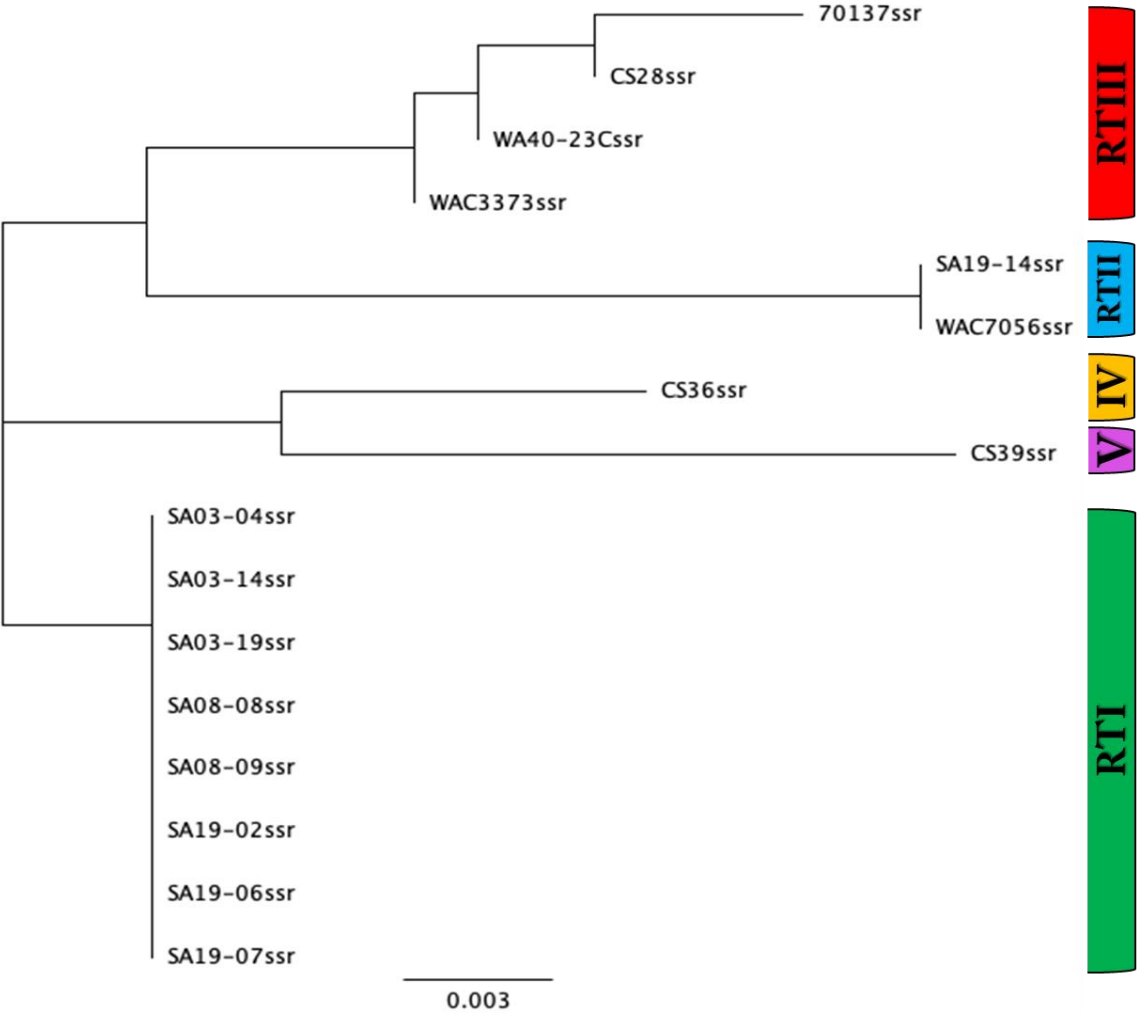 70137ssr
CS28ssr
WA40-23Cssr
WAC3373ssr
RTIII
SA19-14ssr
WAC7056ssr
RTII
CS36ssr
IV
CS39ssr
V
SA03-04ssr
SA03-14ssr
SA03-19ssr
SA08-08ssr
SA08-09ssr
SA19-02ssr
SA19-06ssr
SA19-07ssr
RTI
0.003